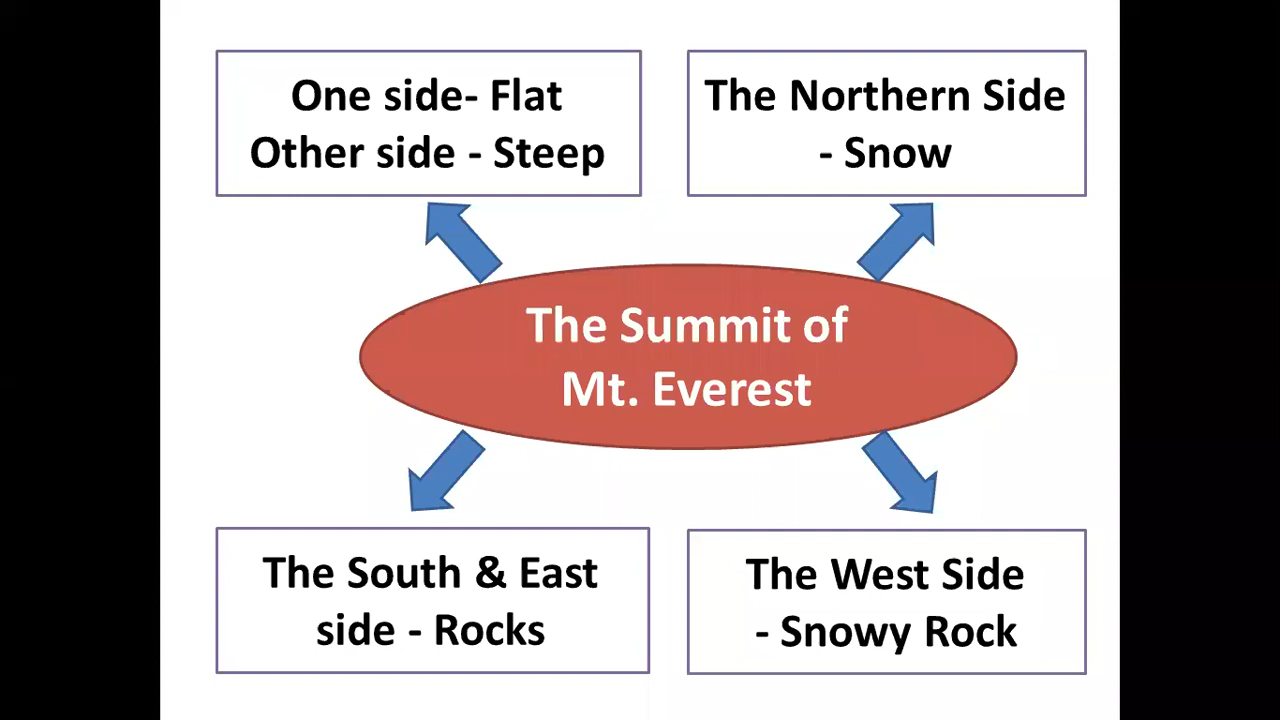 One side- Flat
Other side - Steep
The Northern Side
- Snow
The Summit of
Mt. Everest
The South & East
side - Rocks
The West Side
- Snowy Rock